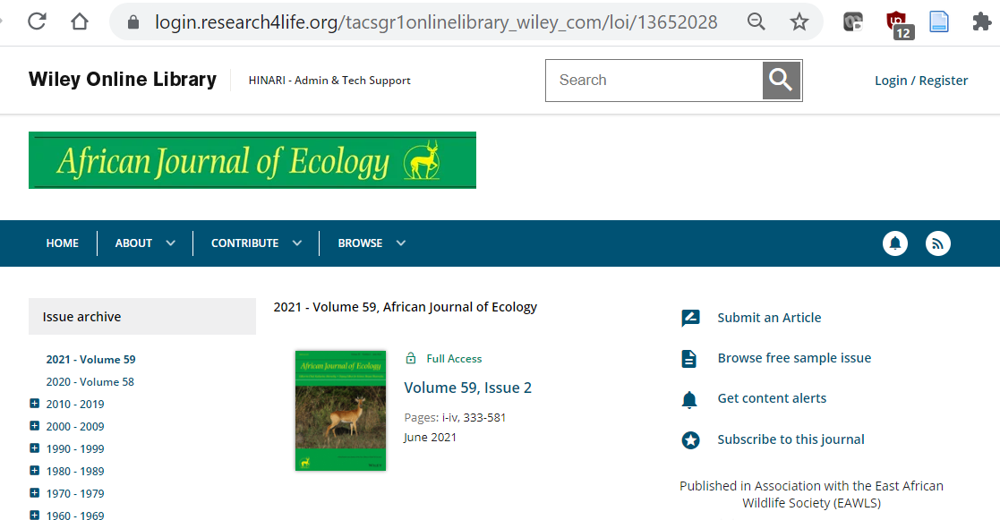 login.research4life.org/tacsgr1onlinelibrary_wiley_com/loi/13652028
12
Wiley Online Library
HINARI - Admin & Tech Support
Search
Login / Register
African Journal of Ecology
HOME
ABOUT
CONTRIBUTE
BROWSE
Issue archive
2021 - Volume 59
2020 - Volume 58
2010 - 2019
2000 - 2009
1990 - 1999
1980 - 1989
1970 - 1979
1960 - 1969
2021 - Volume 59, African Journal of Ecology
African Journal of Ecology
Full Access
Volume 59, Issue 2
Pages: i-iv, 333-581
June 2021
Submit an Article
Browse free sample issue
Get content alerts
Subscribe to this journal
Published in Association with the East African
Wildlife Society (EAWLS)